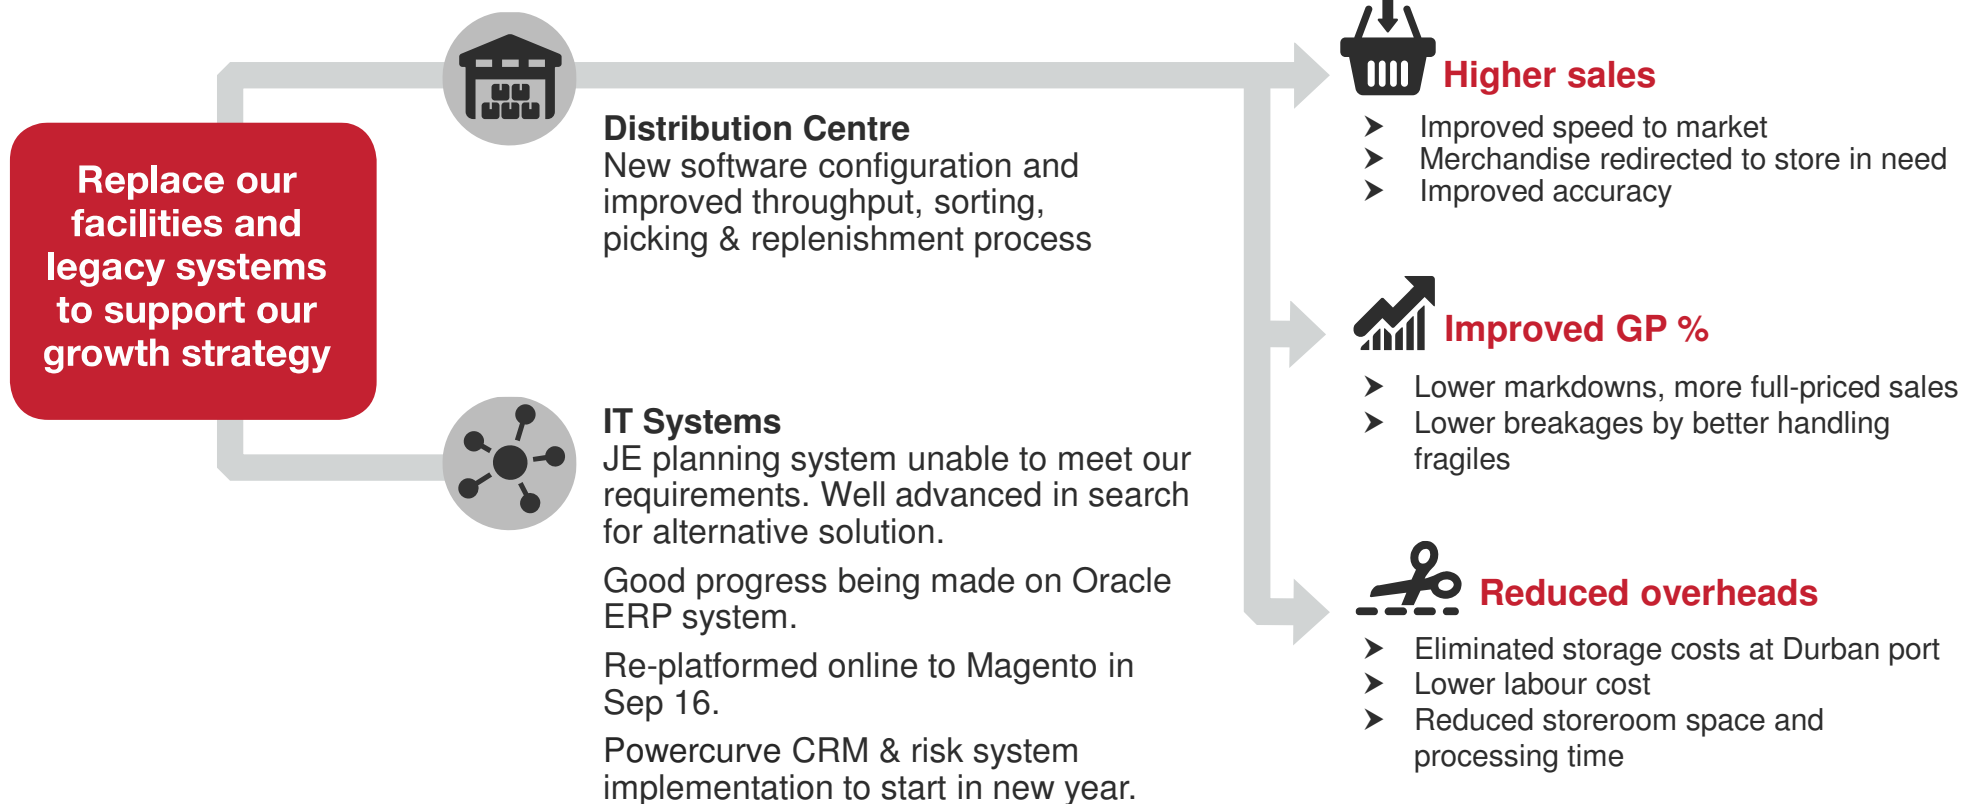 Replace our
facilities and
legacy systems
to support our
growth strategy
Distribution Centre
New software configuration and
improved throughput, sorting,
picking & replenishment process
IT Systems
JE planning system unable to meet our
requirements. Well advanced in search
for alternative solution.
Good progress being made on Oracle
ERP system.
Re-platformed online to Magento in
Sep 16.
Powercurve CRM & risk system
implementation to start in new year.
Higher sales
➤ Improved speed to market
➤ Merchandise redirected to store in need
➤ Improved accuracy
Improved GP %
➤ Lower markdowns, more full-priced sales
➤ Lower breakages by better handling
fragiles
Reduced overheads
➤ Eliminated storage costs at Durban port
➤ Lower labour cost
➤ Reduced storeroom space and
processing time